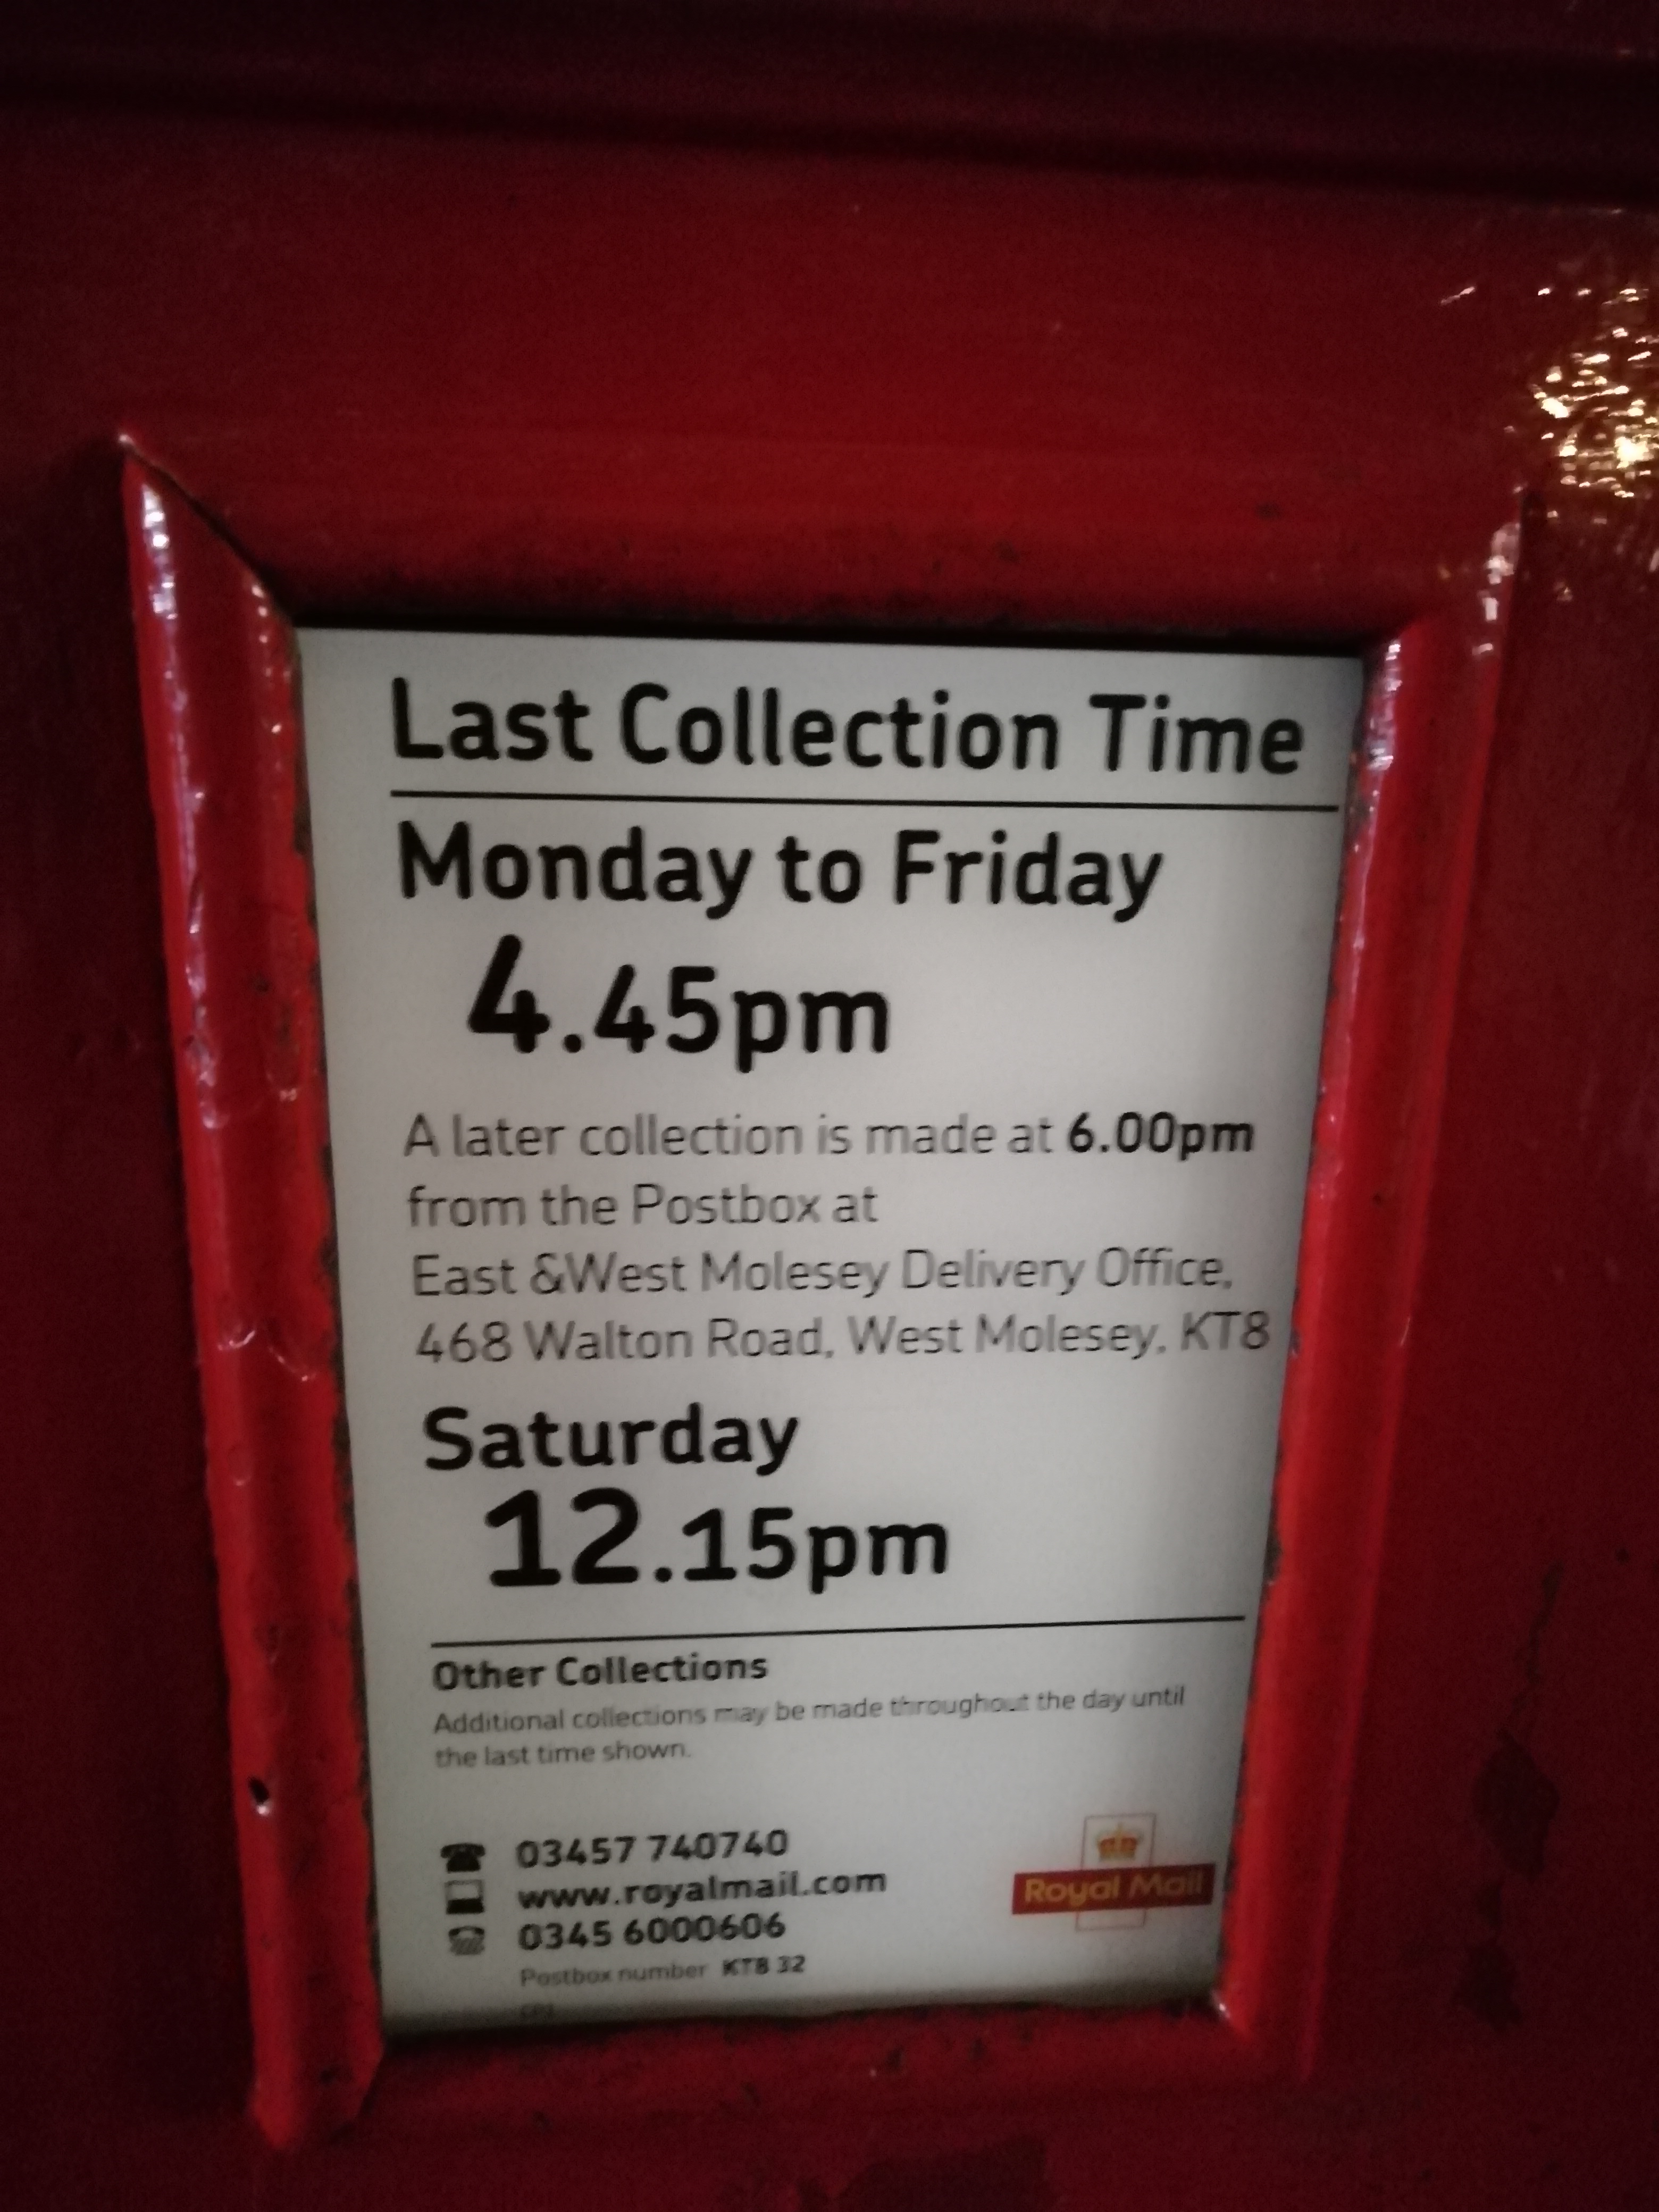 Last Collection Time
Monday to Friday
4.45pm
A later collection is made at 6.00pm
from the Postbox at
East &West Molesey Delivery Office,
468 Walton Road, West Molesey, KT8
Saturday
12.15pm
Other Collections
Additional collections may be made throughout the day until
the last time shown.
03457 740740
www.royalmail.com
0345 6000606
Royal Mail
Postbox number KT8 32